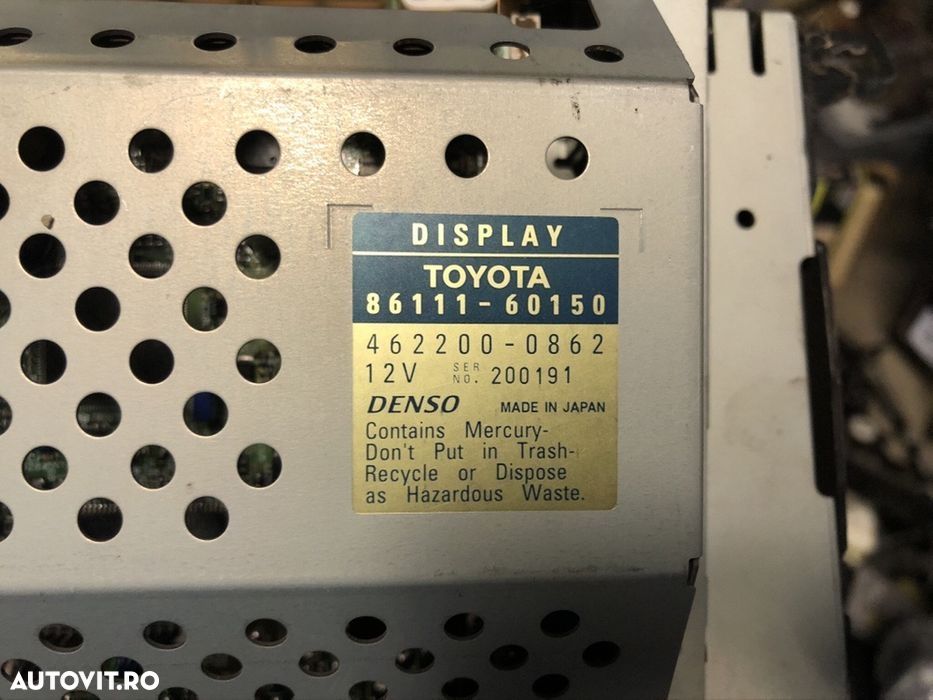 DISPLAY
TOYOTA
86111-60150
462200-0862
12V SER NO. 200191
DENSO MADE IN JAPAN
Contains Mercury-
Don't Put in Trash-
Recycle or Dispose
as Hazardous Waste.
AUTOVIT.RO